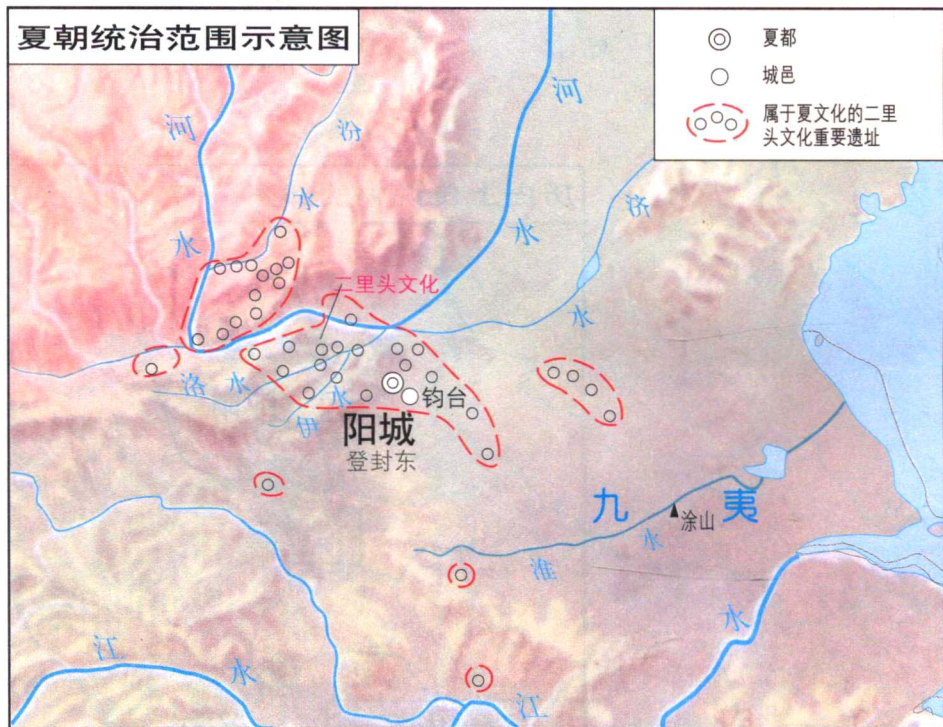 夏朝统治范围示意图
夏都
城邑
属于夏文化的二里
头文化重要遗址
河
水
汾
水
河
水
济
水
二里头文化
洛
水
伊
水
钧台
阳城
登封东
九夷
涂山
淮
水
江
水
江
水